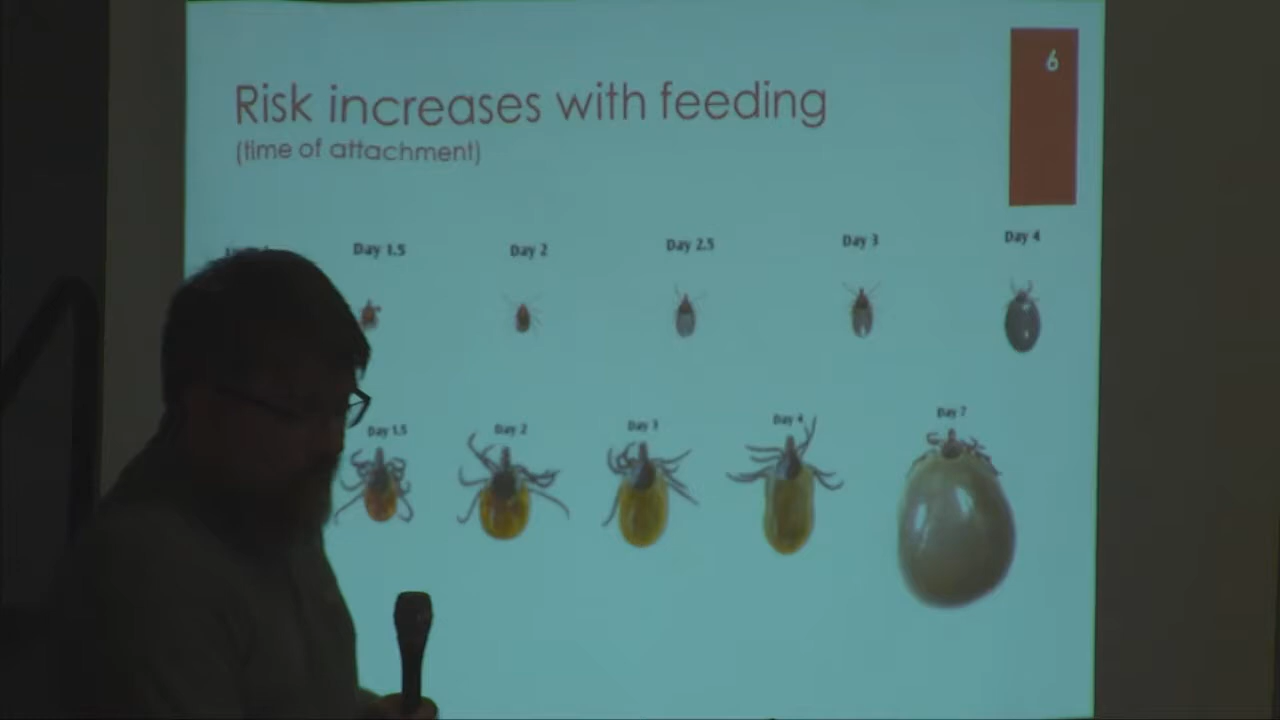 6
Risk increases with feeding
(time of attachment)
Day 1.5 Day 2 Day 2.5 Day 3 Day 4
Day 1.5 Day 2 Day 3 Day 4 Day 7